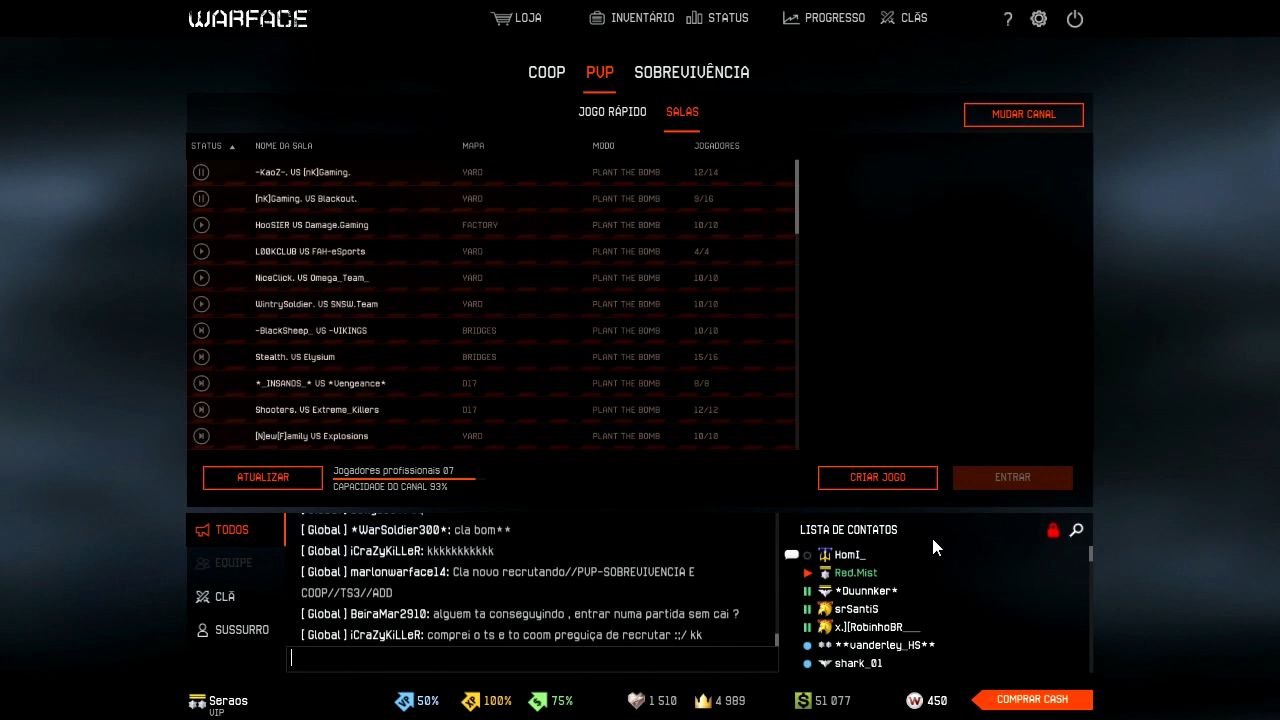 WARFACE
LOJA INVENTÁRIO STATUS PROGRESSO CLÃS ?
COOP PVP SOBREVIVÊNCIA
JOGO RÁPIDO SALAS
MUDAR CANAL
STATUS NOME DA SALA MAPA MODO JOGADORES
-KaoZ-. VS [nK]Gaming. YARD PLANT THE BOMB 12/14
[nK]Gaming. VS Blackout. YARD PLANT THE BOMB 9/16
HooSIER VS Damage.Gaming FACTORY PLANT THE BOMB 10/10
L00KCLUB VS FAH-eSports YARD PLANT THE BOMB 4/4
NiceClick. VS Omega_Team_ YARD PLANT THE BOMB 10/10
WintrySoldier. VS SNSW.Team YARD PLANT THE BOMB 10/10
-BlackSheep_ VS -VIKINGS BRIDGES PLANT THE BOMB 10/10
Stealth. VS Elysium BRIDGES PLANT THE BOMB 15/16
*_INSANOS_* VS *Vengeance* D17 PLANT THE BOMB 8/8
Shooters. VS Extreme_Killers D17 PLANT THE BOMB 12/12
[N]ew[F]amily VS Explosions YARD PLANT THE BOMB 10/10
ATUALIZAR
Jogadores profissionais 07
CAPACIDADE DO CANAL 93%
CRIAR JOGO ENTRAR
TODOS
EQUIPE
CLÃ
SUSSURRO
[ Global ] *WarSoldier300*: cla bom**
[ Global ] iCraZyKiLLeR: kkkkkkkkkkk
[ Global ] marlonwarface14: Cla novo recrutando//PVP-SOBREVIVENCIA E
COOP//TS3//ADD
[ Global ] BeiraMar2910: alguem ta conseguyindo , entrar numa partida sem cai ?
[ Global ] iCraZyKiLLeR: comprei o ts e to coom preguiça de recrutar :;/ kk
LISTA DE CONTATOS
HomI_
Red.Mist
*Duunnker*
srSantiS
x.][RobinhoBR___
**vanderley_HS**
shark_01
Seraos
VIP
50% 100% 75% 1 510 4 989 51 077 450
COMPRAR CASH